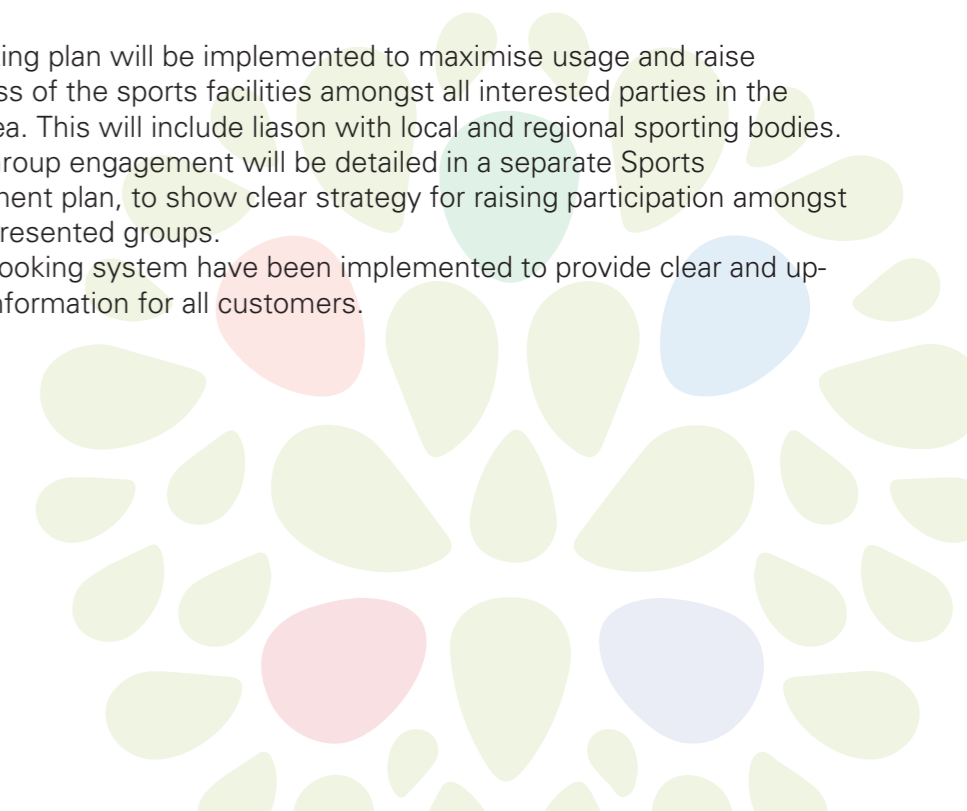 ting plan will be implemented to maximise usage and raise
ss of the sports facilities amongst all interested parties in the
ea. This will include liason with local and regional sporting bodies.
roup engagement will be detailed in a separate Sports
ment plan, to show clear strategy for raising participation amongst
resented groups.
ooking system have been implemented to provide clear and up-
nformation for all customers.